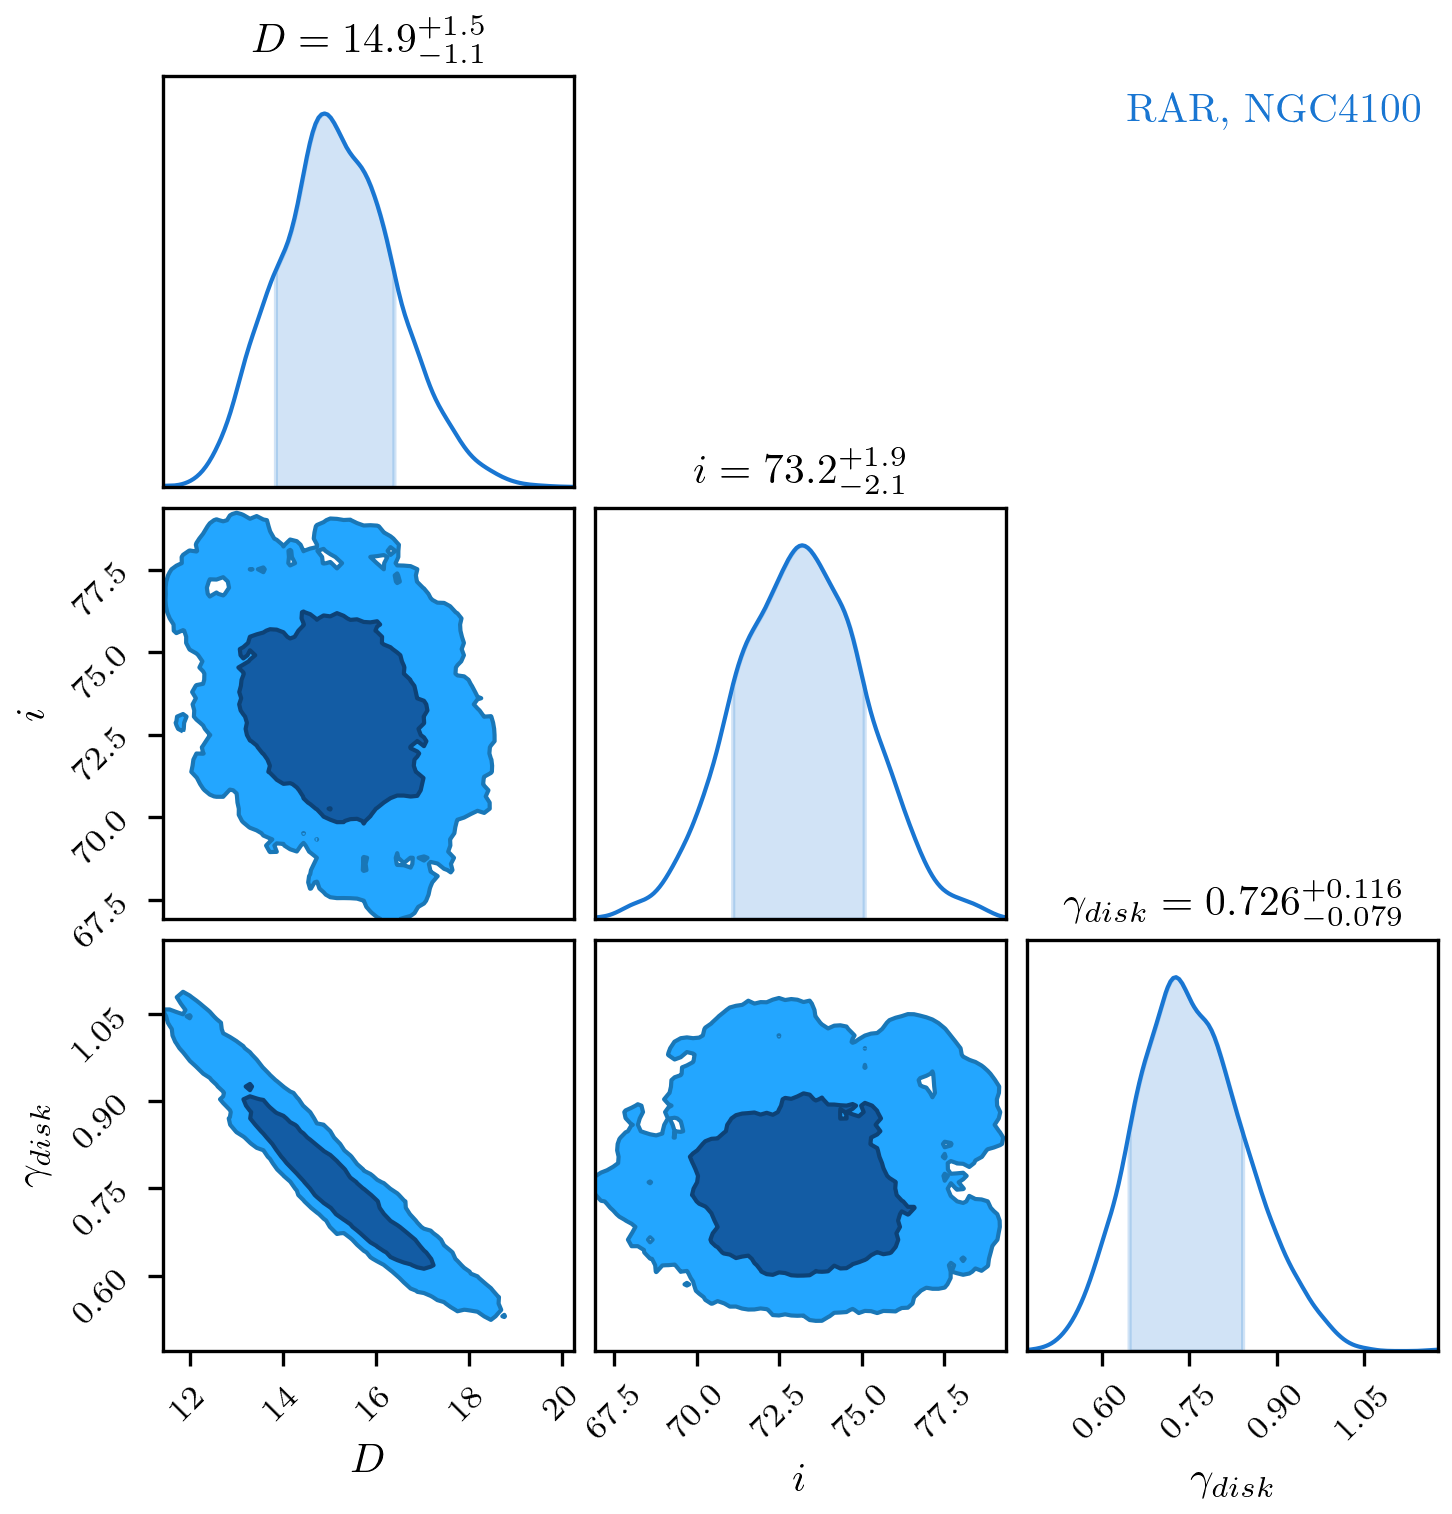 D = 14.9^{+1.5}_{-1.1}
RAR, NGC4100
i = 73.2^{+1.9}_{-2.1}
77.5
75.0
72.5
70.0
67.5
i
γ_{disk} = 0.726^{+0.116}_{-0.079}
1.05
0.90
0.75
0.60
γ_{disk}
12 14 16 18 20
67.5 70.0 72.5 75.0 77.5
0.60 0.75 0.90 1.05
D
i
γ_{disk}